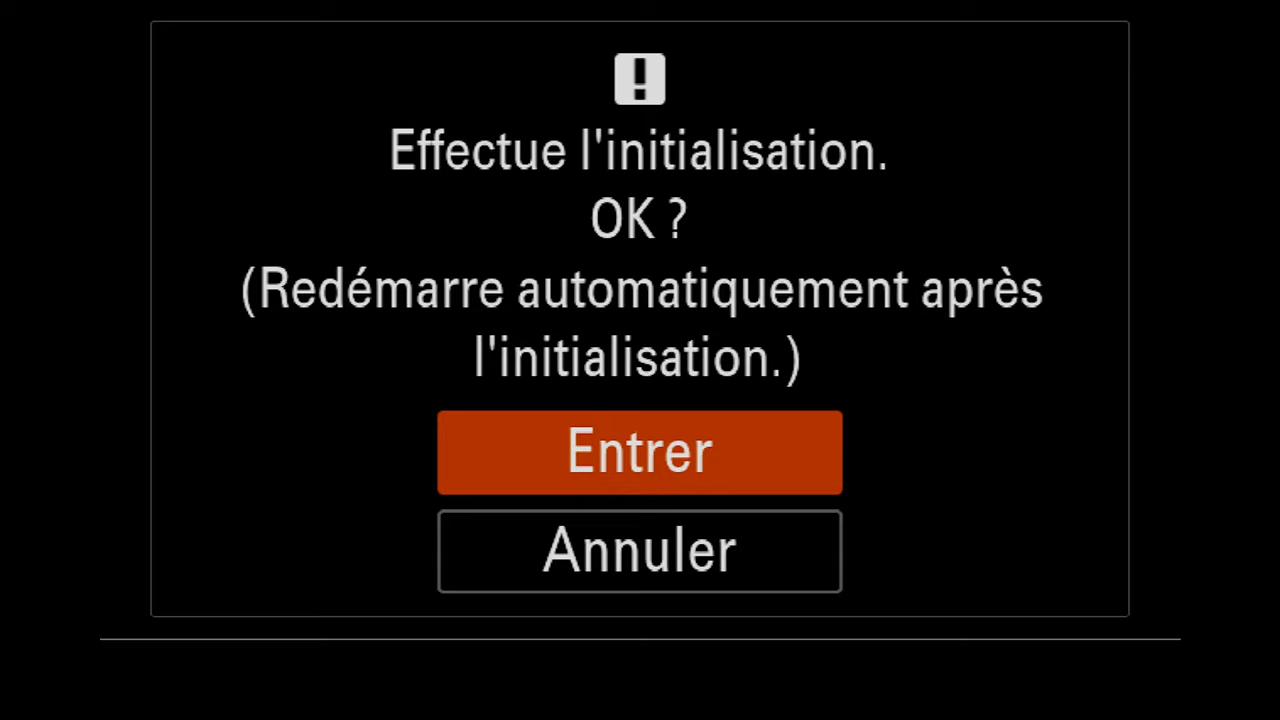 Effectue l'initialisation.
OK ?
(Redémarre automatiquement après
l'initialisation.)
Entrer
Annuler